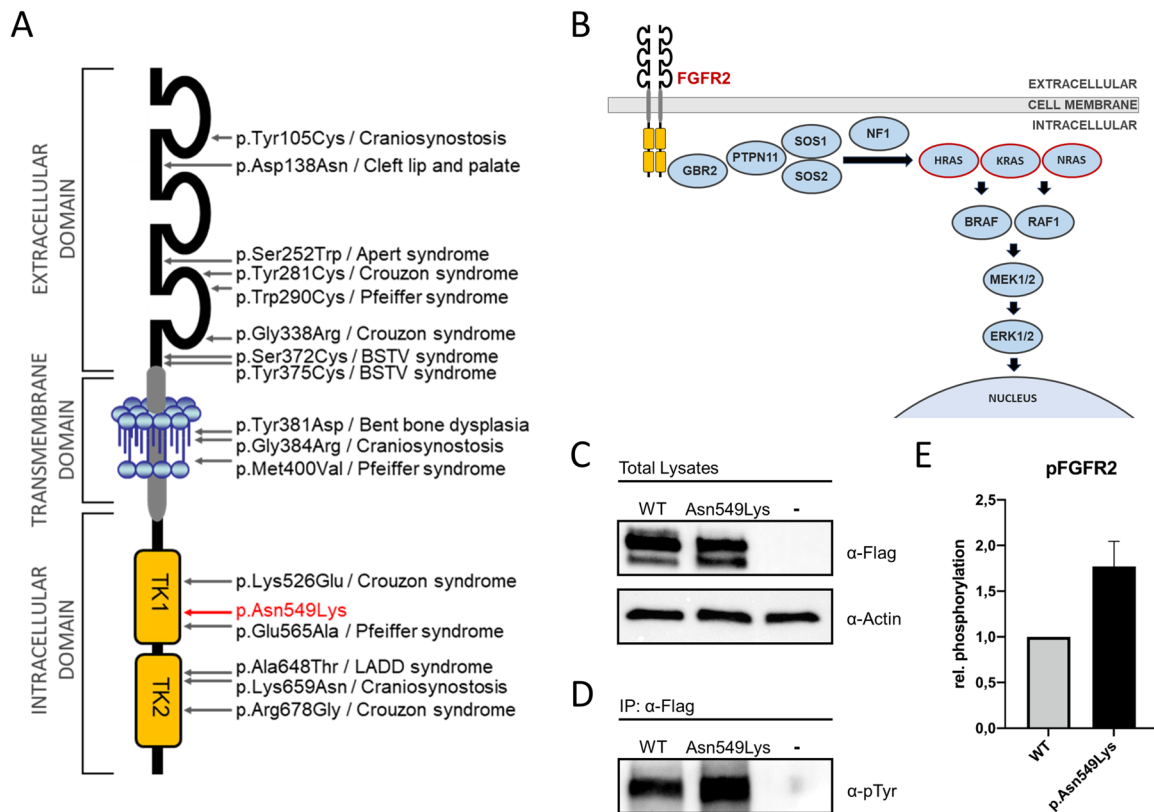 A
EXTRACELLULAR
DOMAIN
TRANSMEMBRANE
DOMAIN
INTRACELLULAR
DOMAIN
p.Tyr105Cys / Craniosynostosis
p.Asp138Asn / Cleft lip and palate
p.Ser252Trp / Apert syndrome
p.Tyr281Cys / Crouzon syndrome
p.Trp290Cys / Pfeiffer syndrome
p.Gly338Arg / Crouzon syndrome
p.Ser372Cys / BSTV syndrome
p.Tyr375Cys / BSTV syndrome
p.Tyr381Asp / Bent bone dysplasia
p.Gly384Arg / Craniosynostosis
p.Met400Val / Pfeiffer syndrome
TK1
p.Lys526Glu / Crouzon syndrome
p.Asn549Lys
p.Glu565Ala / Pfeiffer syndrome
TK2
p.Ala648Thr / LADD syndrome
p.Lys659Asn / Craniosynostosis
p.Arg678Gly / Crouzon syndrome
B
FGFR2
EXTRACELLULAR
CELL MEMBRANE
INTRACELLULAR
GBR2
PTPN11
SOS1
SOS2
NF1
HRAS
KRAS
NRAS
BRAF
RAF1
MEK1/2
ERK1/2
NUCLEUS
C
Total Lysates
WT Asn549Lys -
α-Flag
α-Actin
D
IP: α-Flag
WT Asn549Lys -
α-pTyr
E
pFGFR2
rel. phosphorylation
2,5
2,0
1,5
1,0
0,5
0,0
WT
p.Asn549Lys